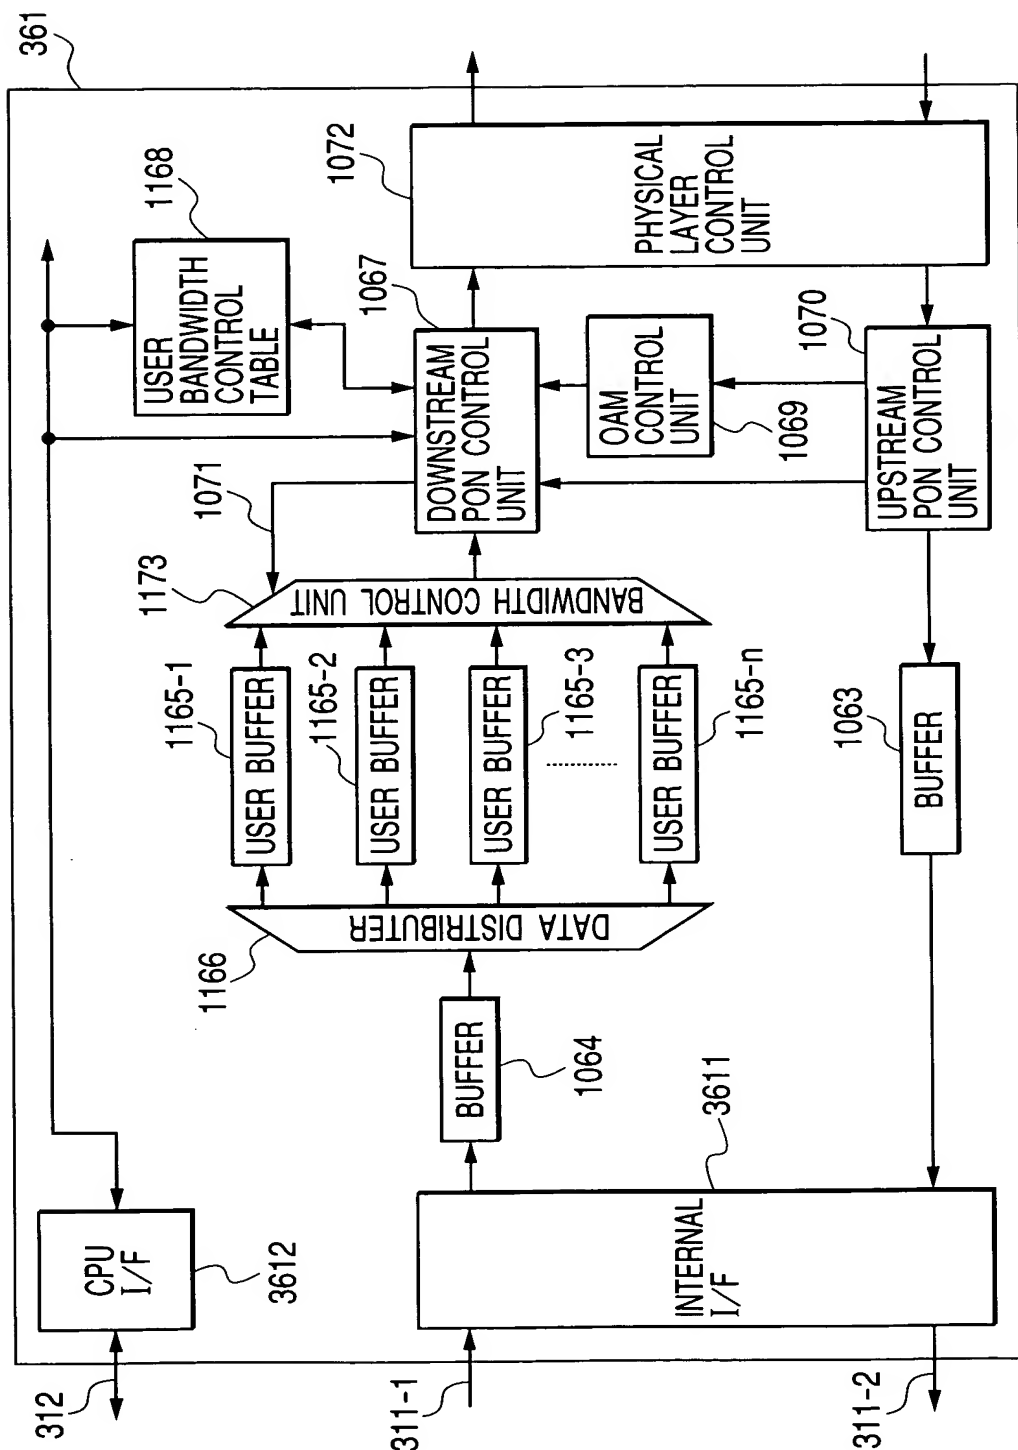 361
CPU
I/F
3612
312
USER
BANDWIDTH
CONTROL
TABLE
1168
1071
1173
BANDWIDTH CONTROL UNIT
DATA DISTRIBUTER
1166
USER BUFFER
1165-1
USER BUFFER
1165-2
USER BUFFER
1165-3
USER BUFFER
1165-n
BUFFER
1064
DOWNSTREAM
PON CONTROL
UNIT
1067
OAM
CONTROL
UNIT
1069
PHYSICAL
LAYER
CONTROL
UNIT
1072
INTERNAL
I/F
3611
311-1
311-2
BUFFER
1063
UPSTREAM
PON CONTROL
UNIT
1070